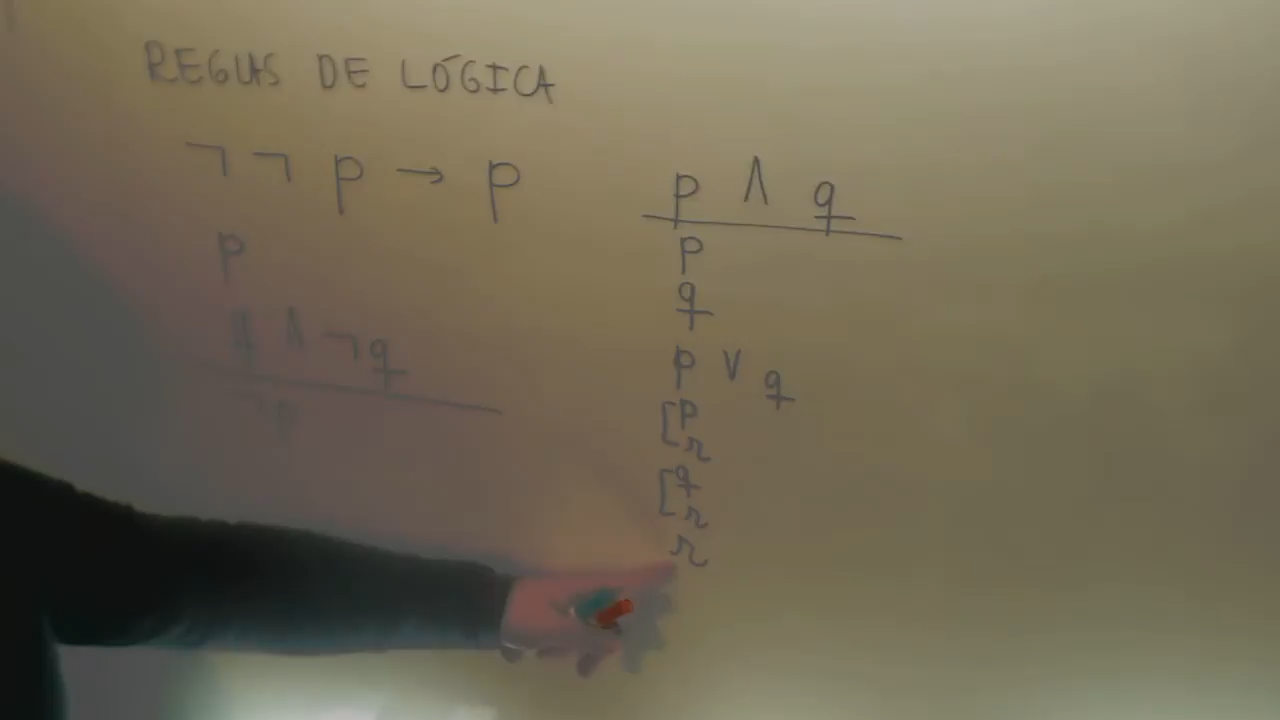 REGLAS DE LÓGICA
¬ ¬ p → p
p
∧ ¬q
p ∧ q
p
q
p ∨ q
[p
r
[q
r
r